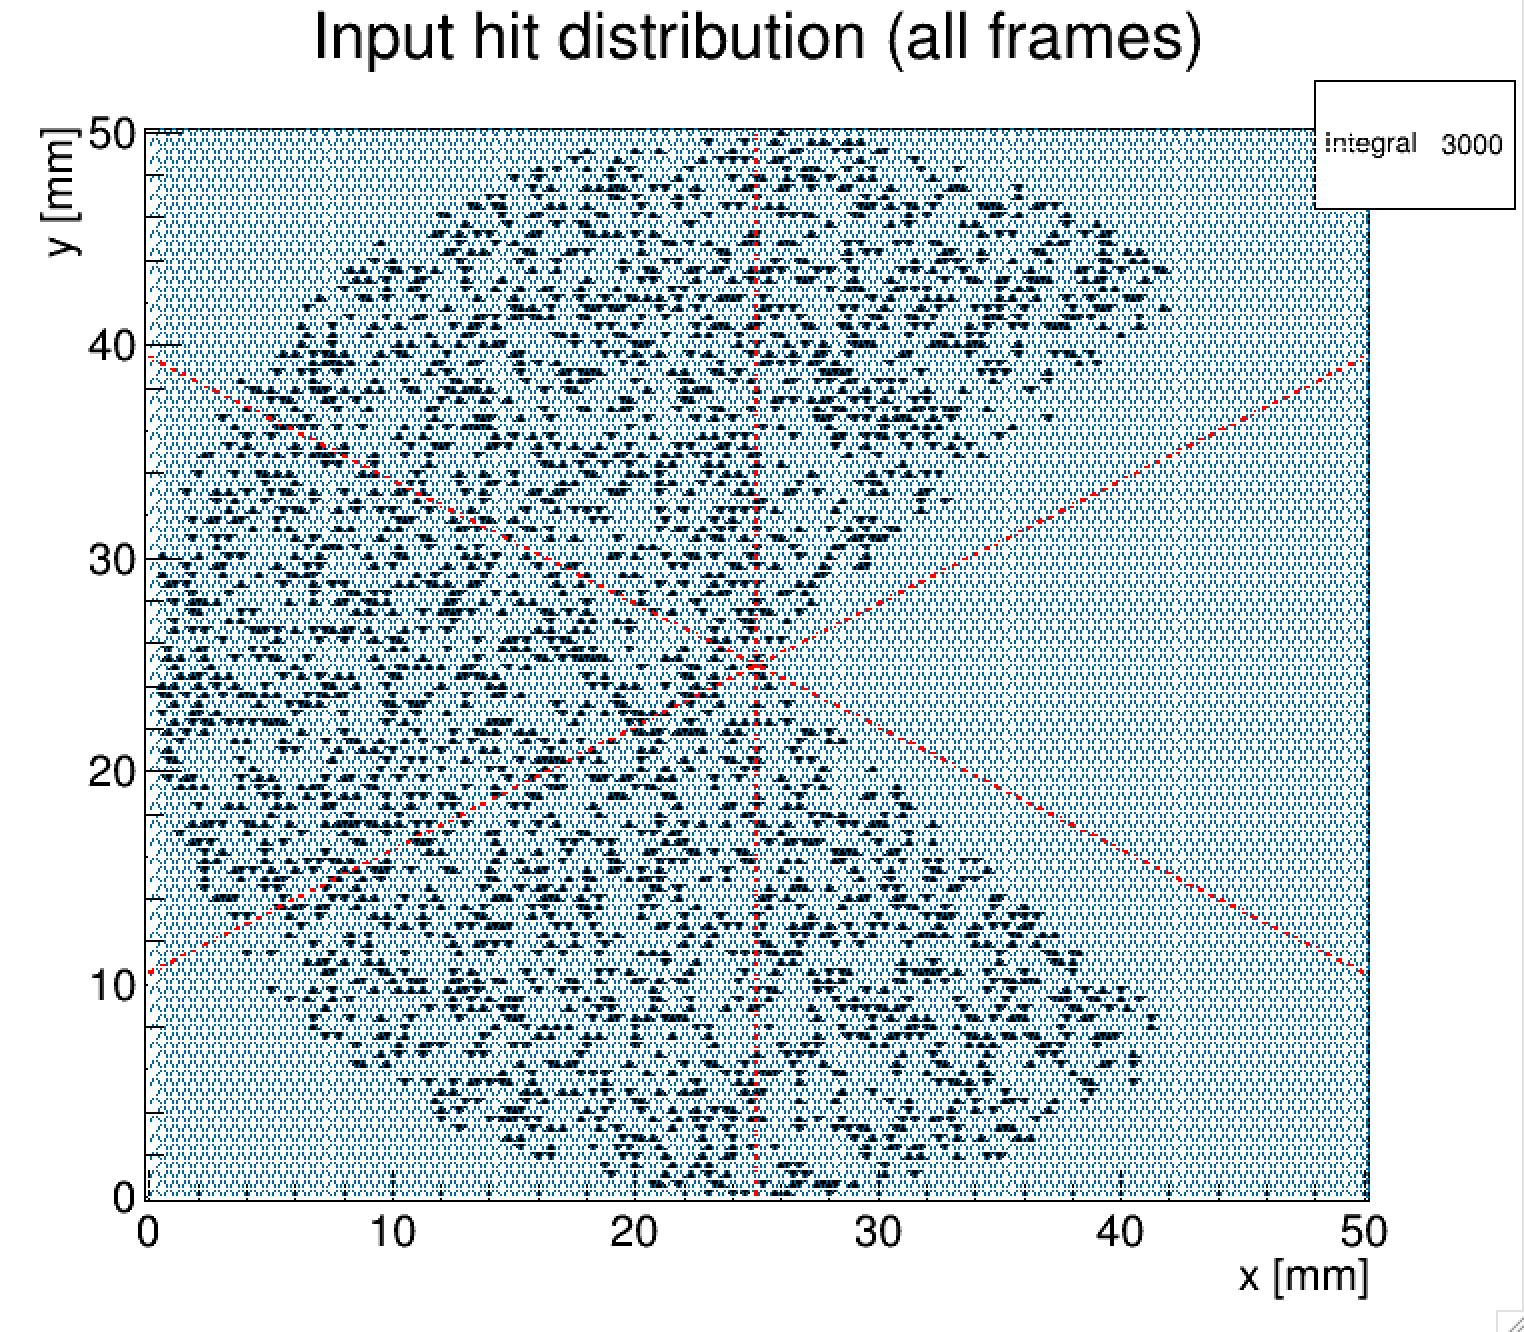 Input hit distribution (all frames)
integral 3000
y [mm]
50
40
30
20
10
0
0 10 20 30 40 50
x [mm]